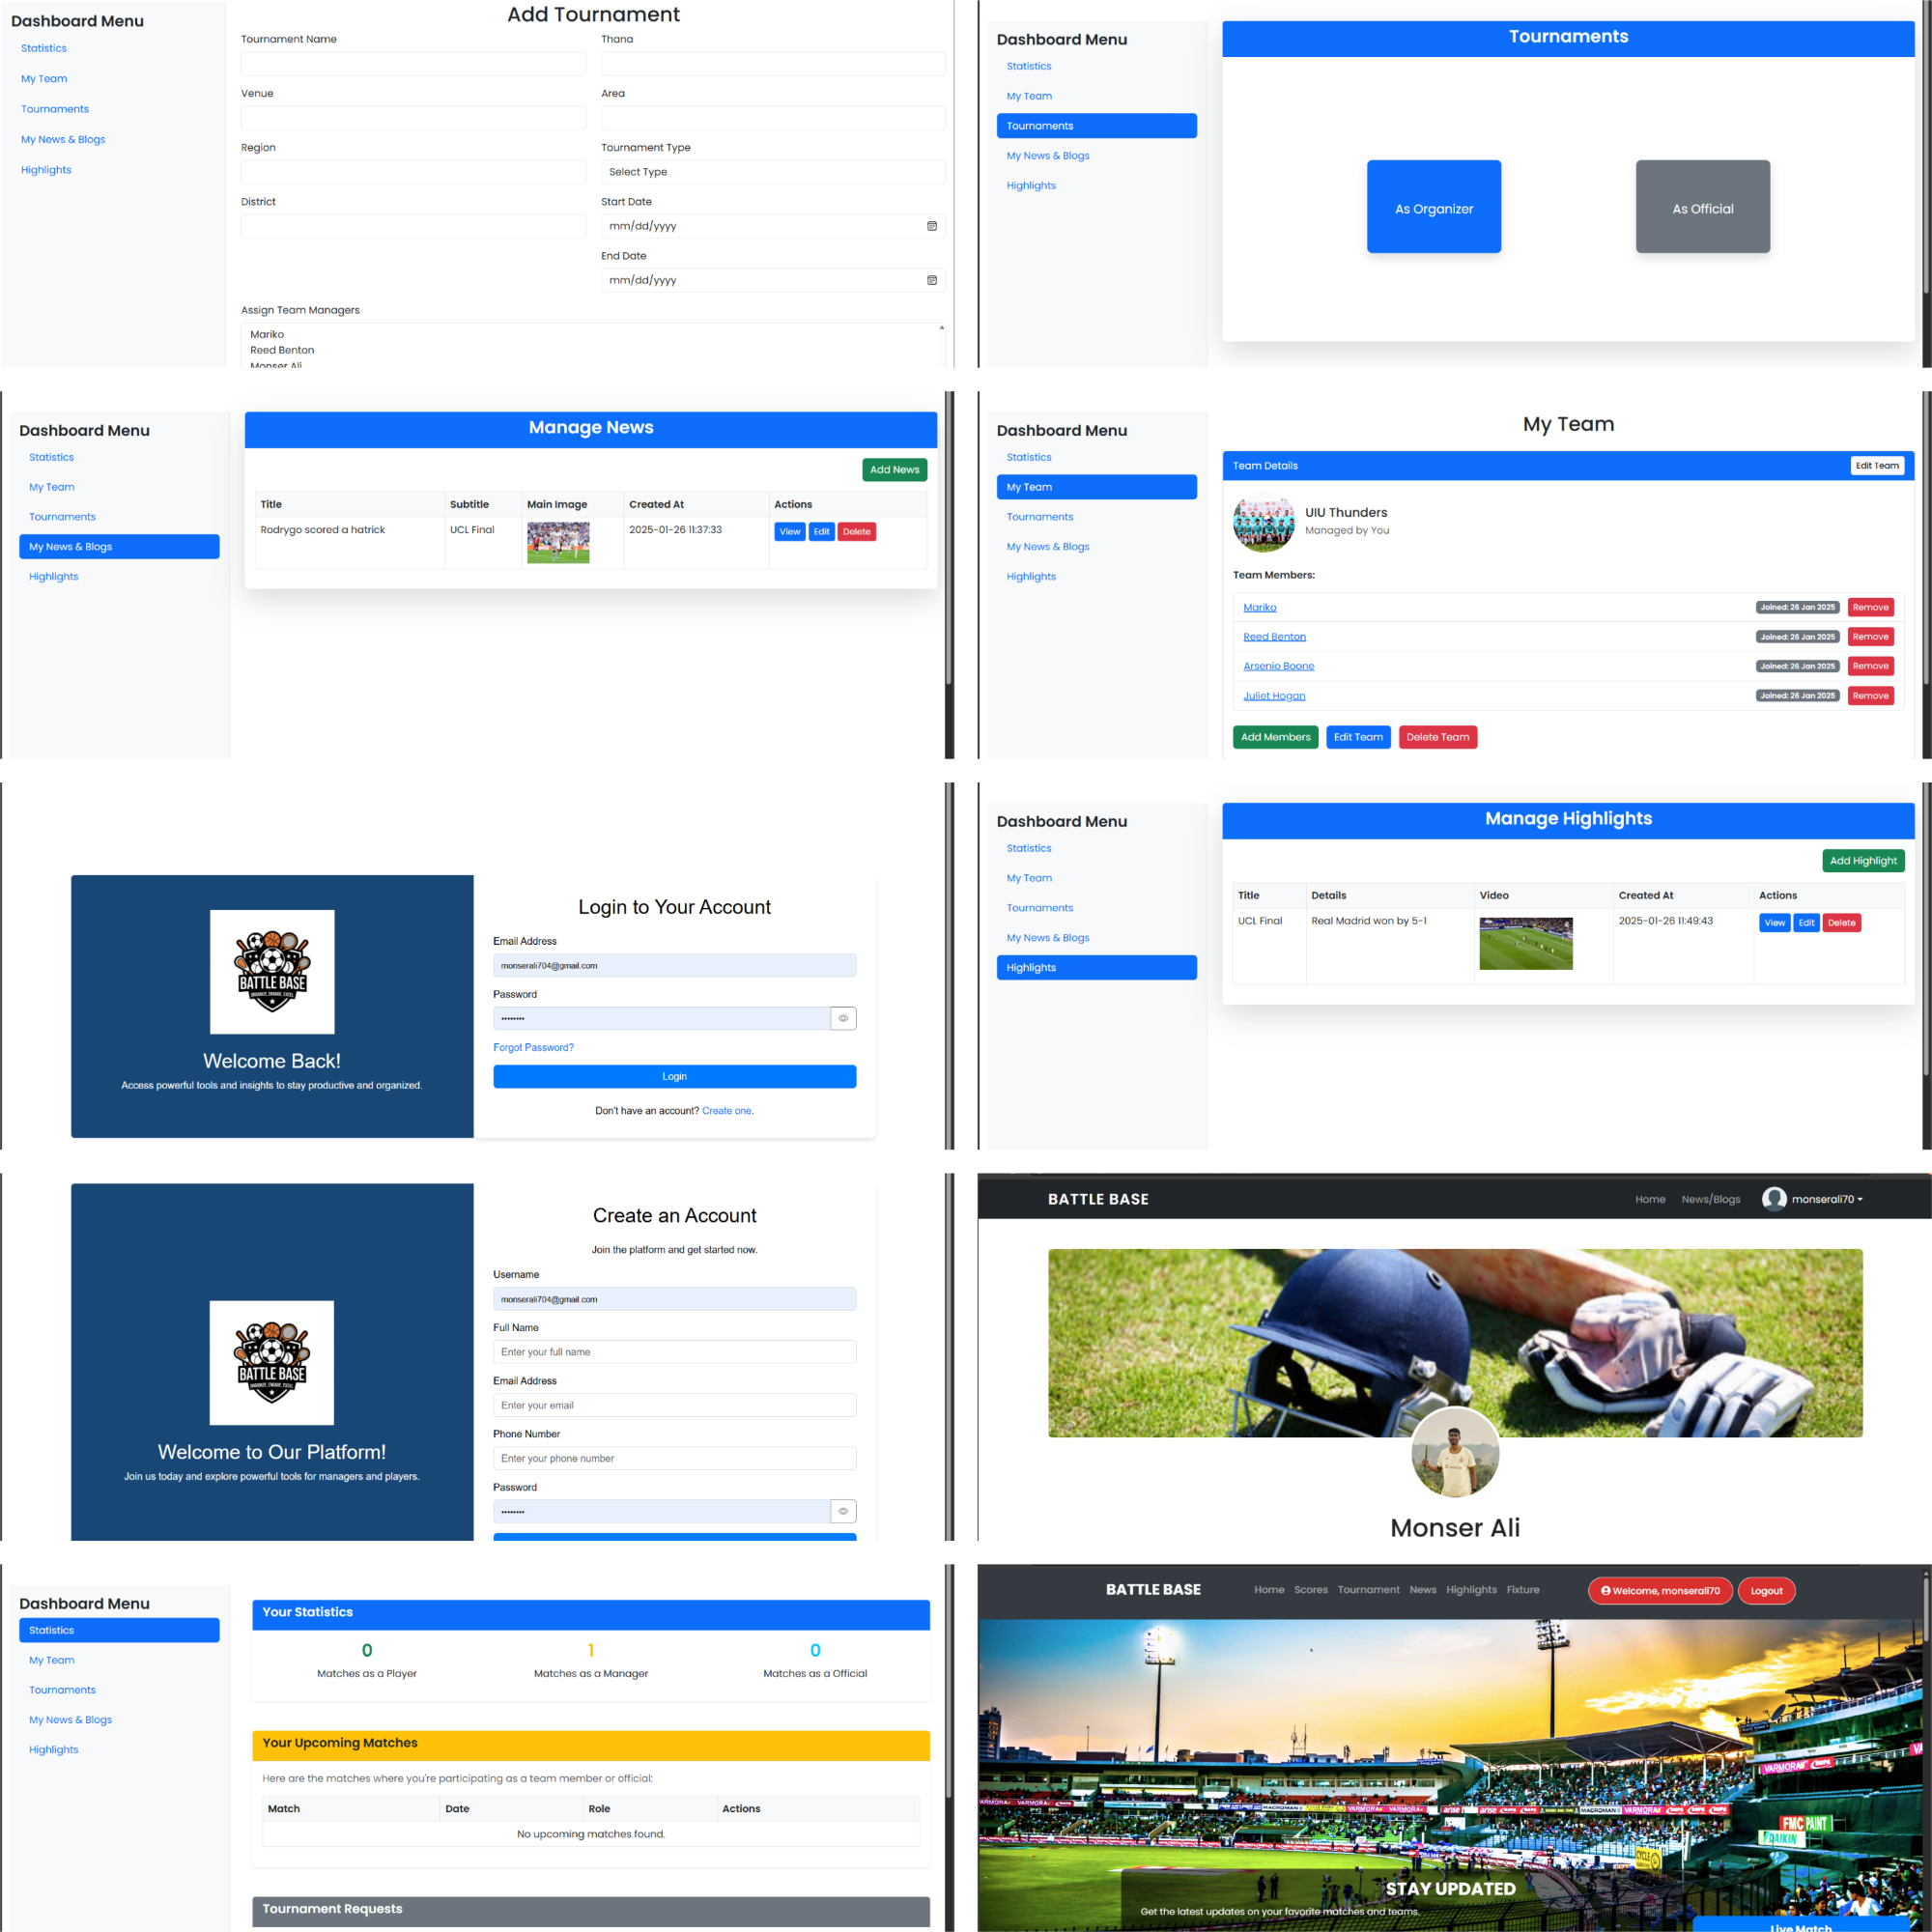 Dashboard Menu
Statistics
My Team
Tournaments
My News & Blogs
Highlights
Add Tournament
Tournament Name
Thana
Venue
Area
Region
Tournament Type
Select Type
District
Start Date
mm/dd/yyyy
End Date
mm/dd/yyyy
Assign Team Managers
Mariko
Reed Benton
Monser Ali
Dashboard Menu
Statistics
My Team
Tournaments
My News & Blogs
Highlights
Tournaments
As Organizer
As Official
Dashboard Menu
Statistics
My Team
Tournaments
My News & Blogs
Highlights
Manage News
Add News
Title Subtitle Main Image Created At Actions
Rodrygo scored a hatrick UCL Final 2025-01-26 11:37:33 View Edit Delete
Dashboard Menu
Statistics
My Team
Tournaments
My News & Blogs
Highlights
My Team
Team Details Edit Team
UIU Thunders
Managed by You
Team Members:
Mariko Joined: 26 Jan 2025 Remove
Reed Benton Joined: 26 Jan 2025 Remove
Arsenio Boone Joined: 26 Jan 2025 Remove
Juliet Hogan Joined: 26 Jan 2025 Remove
Add Members Edit Team Delete Team
BATTLE BASE
Welcome Back!
Access powerful tools and insights to stay productive and organized.
Login to Your Account
Email Address
monserali704@gmail.com
Password
Forgot Password?
Login
Don't have an account? Create one.
Dashboard Menu
Statistics
My Team
Tournaments
My News & Blogs
Highlights
Manage Highlights
Add Highlight
Title Details Video Created At Actions
UCL Final Real Madrid won by 5-1 2025-01-26 11:49:43 View Edit Delete
BATTLE BASE
Welcome to Our Platform!
Join us today and explore powerful tools for managers and players.
Create an Account
Join the platform and get started now.
Username
monserali704@gmail.com
Full Name
Enter your full name
Email Address
Enter your email
Phone Number
Enter your phone number
Password
BATTLE BASE
Home News/Blogs monserali70
Monser Ali
Dashboard Menu
Statistics
My Team
Tournaments
My News & Blogs
Highlights
Your Statistics
0 1 0
Matches as a Player Matches as a Manager Matches as a Official
Your Upcoming Matches
Here are the matches where you're participating as a team member or official:
Match Date Role Actions
No upcoming matches found.
Tournament Requests
BATTLE BASE
Home Scores Tournament News Highlights Fixture
Welcome, monserali70 Logout
VARMORA
FMC PAINT
DAIKIN
CYCLE
STAY UPDATED
Get the latest updates on your favorite matches and teams.
Live Match